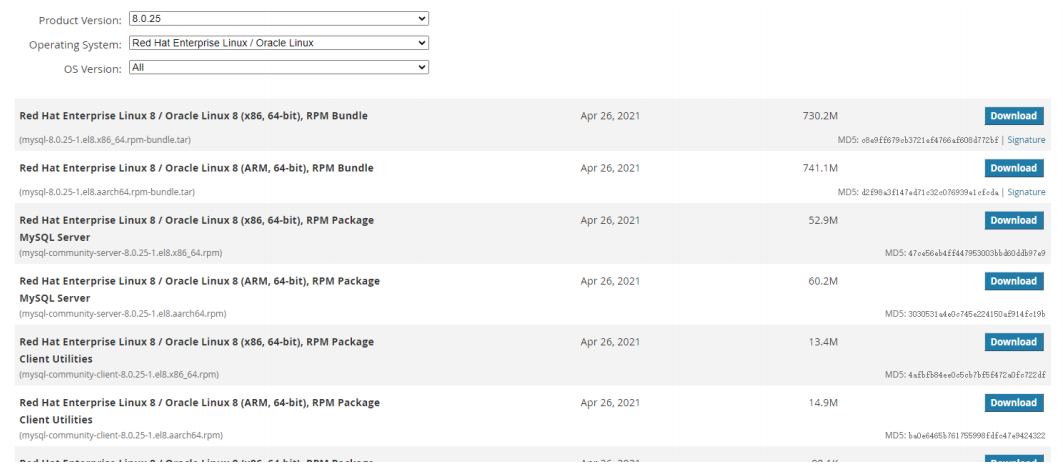 Product Version: 8.0.25
Operating System: Red Hat Enterprise Linux / Oracle Linux
OS Version: All
Red Hat Enterprise Linux 8 / Oracle Linux 8 (x86, 64-bit), RPM Bundle Apr 26, 2021 730.2M Download
(mysql-8.0.25-1.el8.x86_64.rpm-bundle.tar) MD5: c8e9ff679cb3721ef4766af608d772bf | Signature
Red Hat Enterprise Linux 8 / Oracle Linux 8 (ARM, 64-bit), RPM Bundle Apr 26, 2021 741.1M Download
(mysql-8.0.25-1.el8.aarch64.rpm-bundle.tar) MD5: d2f98a3f147ed71c32c076939e1cfcda | Signature
Red Hat Enterprise Linux 8 / Oracle Linux 8 (x86, 64-bit), RPM Package Apr 26, 2021 52.9M Download
MySQL Server
(mysql-community-server-8.0.25-1.el8.x86_64.rpm) MD5: 47ce56eb4ff447953003bbd60ddb97e9
Red Hat Enterprise Linux 8 / Oracle Linux 8 (ARM, 64-bit), RPM Package Apr 26, 2021 60.2M Download
MySQL Server
(mysql-community-server-8.0.25-1.el8.aarch64.rpm) MD5: 3030531a4e0c745e224150af914fc19b
Red Hat Enterprise Linux 8 / Oracle Linux 8 (x86, 64-bit), RPM Package Apr 26, 2021 13.4M Download
Client Utilities
(mysql-community-client-8.0.25-1.el8.x86_64.rpm) MD5: 4afbfb84ee0c5cb7bf5f472a0fc722df
Red Hat Enterprise Linux 8 / Oracle Linux 8 (ARM, 64-bit), RPM Package Apr 26, 2021 14.9M Download
Client Utilities
(mysql-community-client-8.0.25-1.el8.aarch64.rpm) MD5: ba0e6465b761755998fdfc47e9424322
Red Hat Enterprise Linux 8 / Oracle Linux 8 (x86, 64-bit), RPM Package Apr 26, 2021 Download